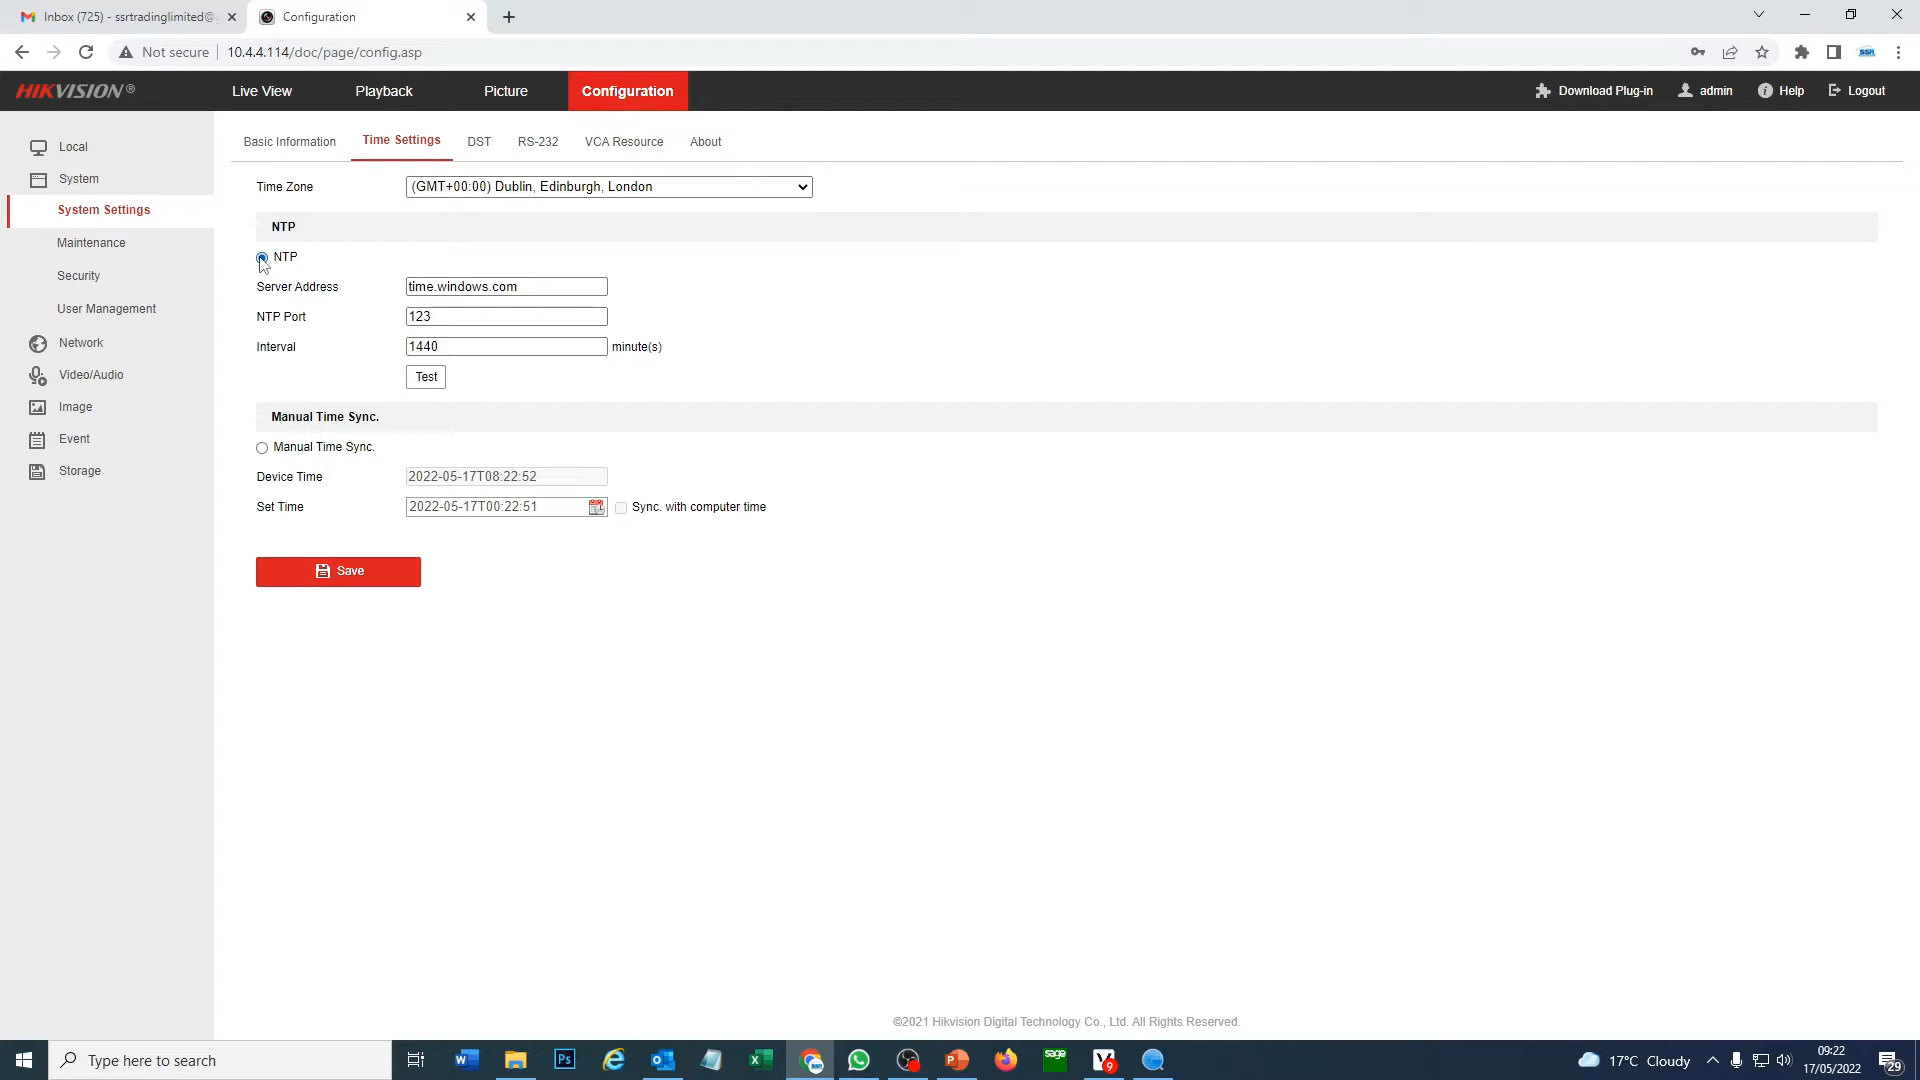 Inbox (725) - ssrtradinglimited@
Configuration
Not secure
10.4.4.114/doc/page/config.asp
HIKVISION®
Live View
Playback
Picture
Configuration
Download Plug-in
admin
Help
Logout
Local
System
System Settings
Maintenance
Security
User Management
Network
Video/Audio
Image
Event
Storage
Basic Information
Time Settings
DST
RS-232
VCA Resource
About
Time Zone
(GMT+00:00) Dublin, Edinburgh, London
NTP
NTP
Server Address
time.windows.com
NTP Port
123
Interval
1440
minute(s)
Test
Manual Time Sync.
Manual Time Sync.
Device Time
2022-05-17T08:22:52
Set Time
2022-05-17T00:22:51
Sync. with computer time
Save
©2021 Hikvision Digital Technology Co., Ltd. All Rights Reserved.
Type here to search
sage
9
17°C Cloudy
09:22
17/05/2022
29